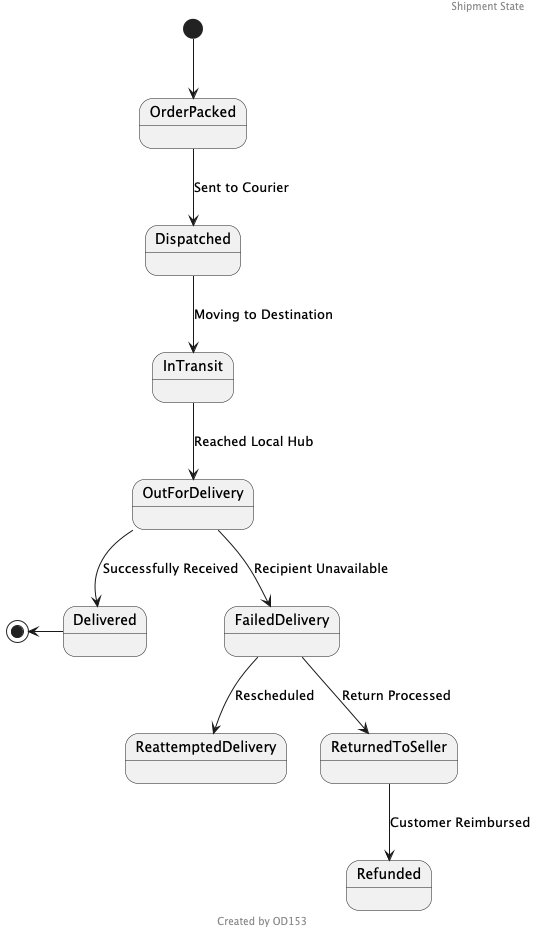 Shipment State
OrderPacked
Sent to Courier
Dispatched
Moving to Destination
InTransit
Reached Local Hub
OutForDelivery
Successfully Received
Recipient Unavailable
Delivered
FailedDelivery
Rescheduled
Return Processed
ReattemptedDelivery
ReturnedToSeller
Customer Reimbursed
Refunded
Created by OD153